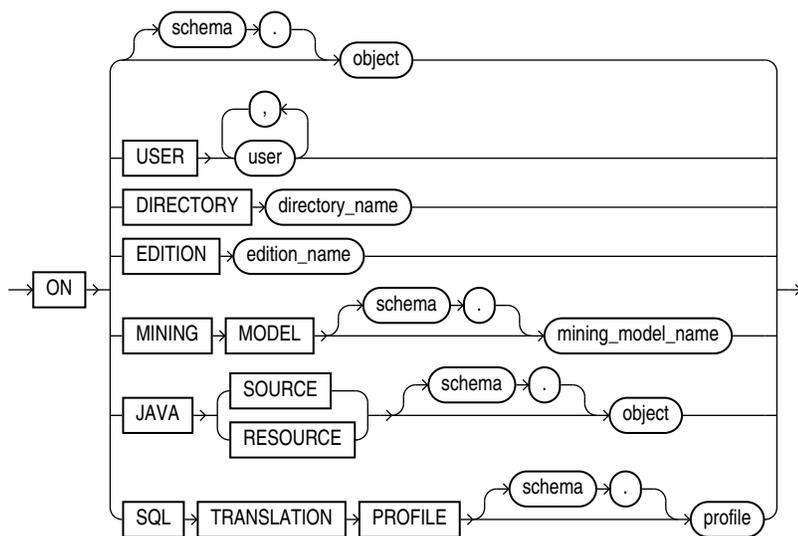 schema .
object
,
USER user
DIRECTORY directory_name
EDITION edition_name
ON
schema .
MINING MODEL mining_model_name
SOURCE schema .
JAVA object
RESOURCE
schema .
SQL TRANSLATION PROFILE profile